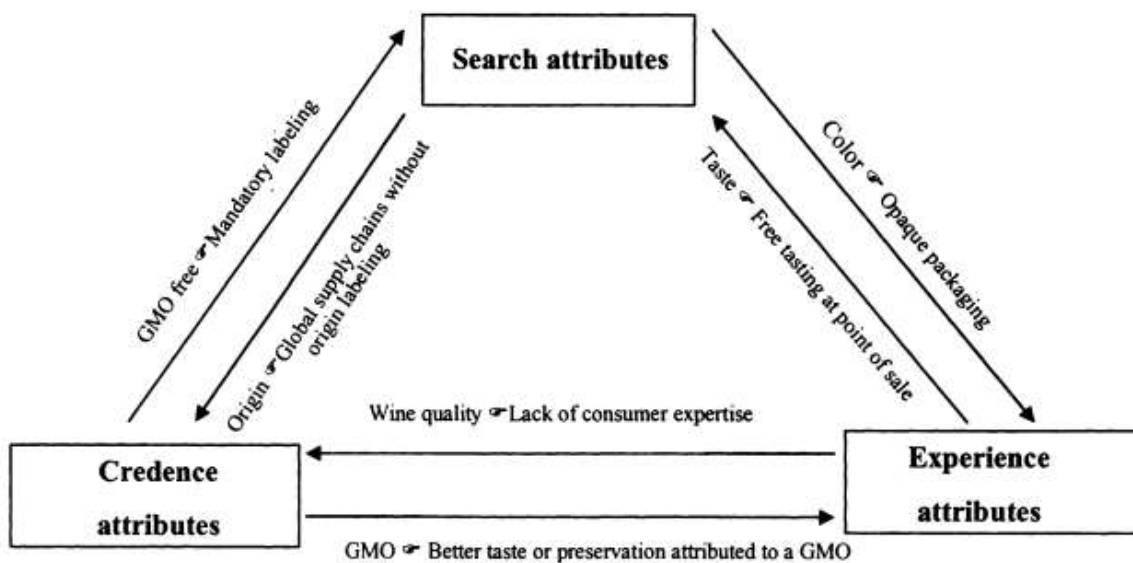 Search attributes
GMO free ☞ Mandatory labeling
Origin ☞ Global supply chains without
origin labeling
Taste ☞ Free tasting at point of sale
Color ☞ Opaque packaging
Wine quality ☞ Lack of consumer expertise
Credence
attributes
Experience
attributes
GMO ☞ Better taste or preservation attributed to a GMO